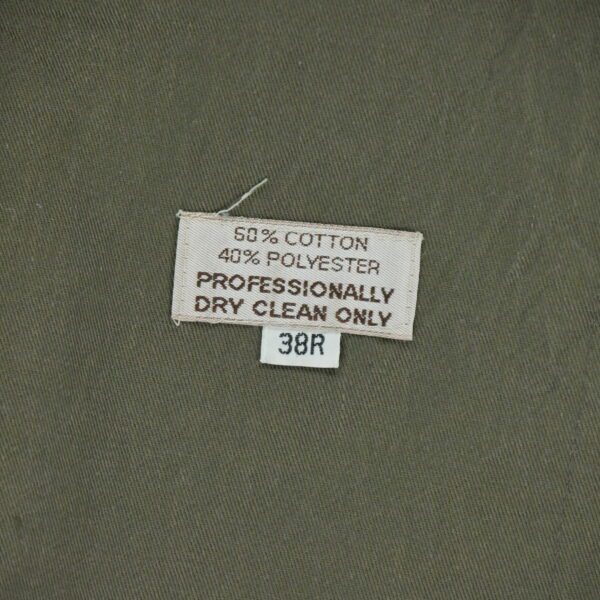 60% COTTON
40% POLYESTER
PROFESSIONALLY
DRY CLEAN ONLY
38R